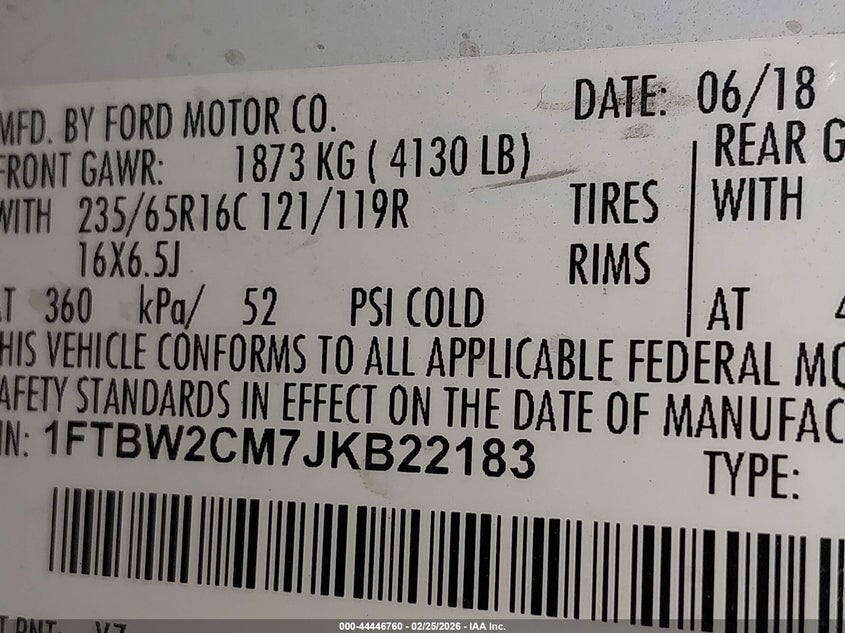 MFD. BY FORD MOTOR CO. DATE: 06/18
FRONT GAWR: 1873 KG ( 4130 LB) REAR G
WITH 235/65R16C 121/119R TIRES WITH
16X6.5J RIMS
AT 360 kPa/ 52 PSI COLD AT 4
HIS VEHICLE CONFORMS TO ALL APPLICABLE FEDERAL MO
AFETY STANDARDS IN EFFECT ON THE DATE OF MANUFAC
IN: 1FTBW2CM7JKB22183
TYPE:
T PNT: YZ
000-44446760 - 02/25/2026 - IAA Inc.